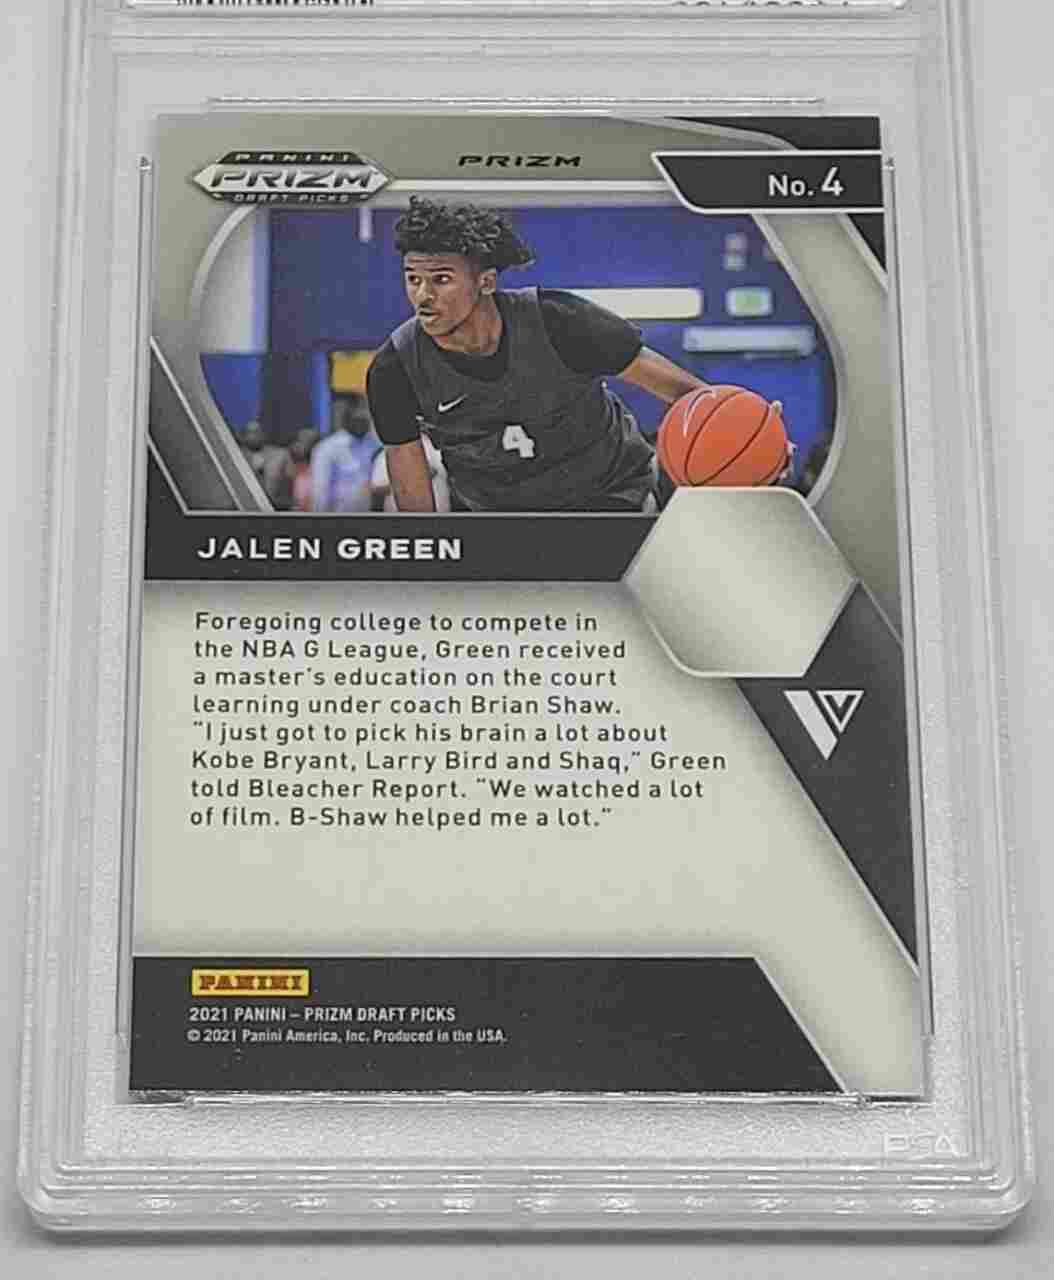 PANINI
PRIZM
DRAFT PICKS
PRIZM
No. 4
4
JALEN GREEN
Foregoing college to compete in
the NBA G League, Green received
a master's education on the court
learning under coach Brian Shaw.
"I just got to pick his brain a lot about
Kobe Bryant, Larry Bird and Shaq," Green
told Bleacher Report. "We watched a lot
of film. B-Shaw helped me a lot."
PANINI
2021 PANINI – PRIZM DRAFT PICKS
© 2021 Panini America, Inc. Produced in the USA.
PSA